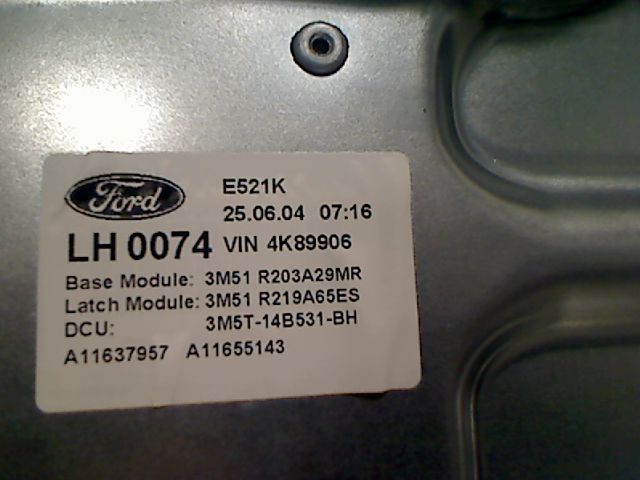 Ford
E521K
25.06.04 07:16
LH 0074 VIN 4K89906
Base Module: 3M51 R203A29MR
Latch Module: 3M51 R219A65ES
DCU: 3M5T-14B531-BH
A11637957 A11655143